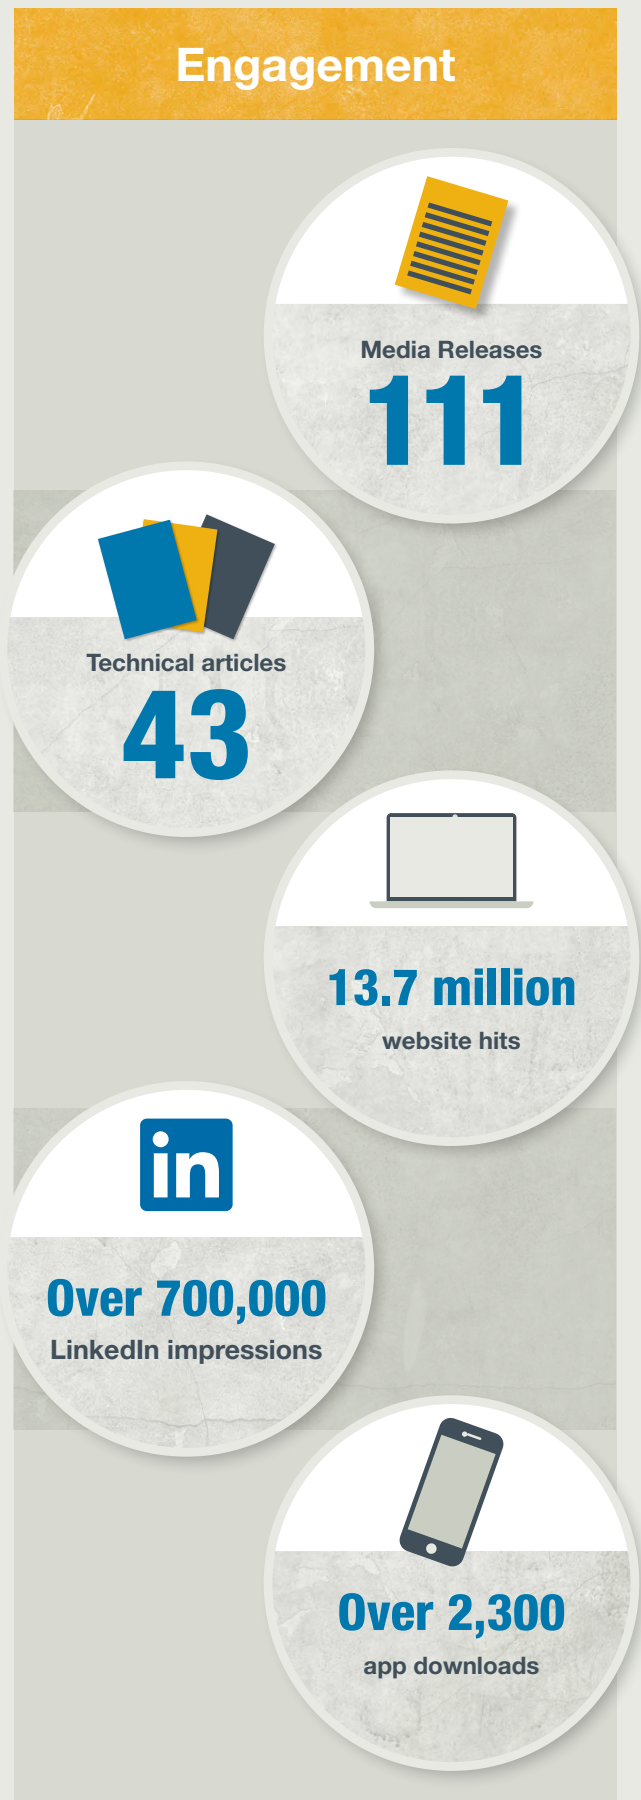 Engagement
Media Releases
111
Technical articles
43
13.7 million
website hits
in
Over 700,000
LinkedIn impressions
Over 2,300
app downloads